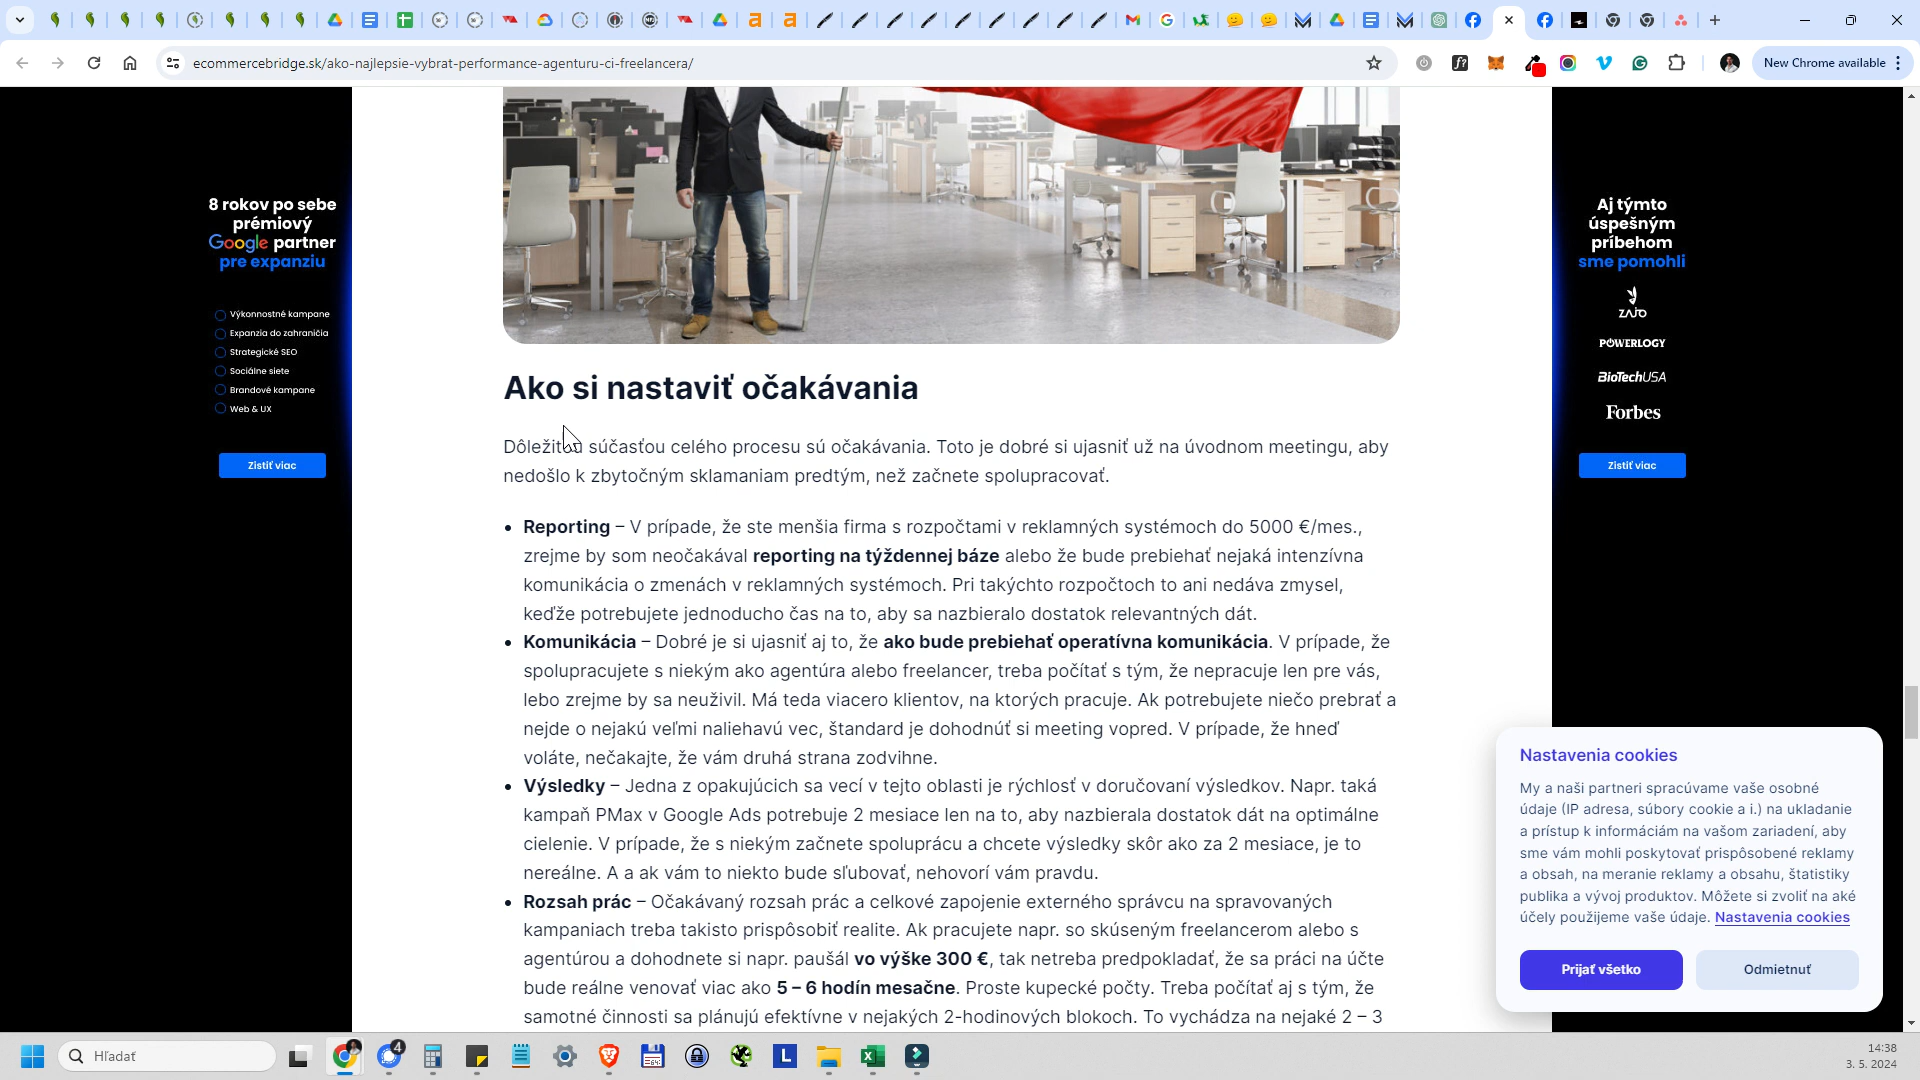 ecommercebridge.sk/ako-najlepsie-vybrat-performance-agenturu-ci-freelancera/
New Chrome available
8 rokov po sebe
prémiový
Google partner
pre expanziu
Výkonnostné kampane
Expanzia do zahraničia
Strategické SEO
Sociálne siete
Brandové kampane
Web & UX
Zistiť viac
Ako si nastaviť očakávania
Dôležitou súčasťou celého procesu sú očakávania. Toto je dobré si ujasniť už na úvodnom meetingu, aby
nedošlo k zbytočným sklamaniam predtým, než začnete spolupracovať.
• Reporting – V prípade, že ste menšia firma s rozpočtami v reklamných systémoch do 5000 €/mes.,
zrejme by som neočakával reporting na týždennej báze alebo že bude prebiehať nejaká intenzívna
komunikácia o zmenách v reklamných systémoch. Pri takýchto rozpočtoch to ani nedáva zmysel,
keďže potrebujete jednoducho čas na to, aby sa nazbieralo dostatok relevantných dát.
• Komunikácia – Dobré je si ujasniť aj to, že ako bude prebiehať operatívna komunikácia. V prípade, že
spolupracujete s niekým ako agentúra alebo freelancer, treba počítať s tým, že nepracuje len pre vás,
lebo zrejme by sa neuživil. Má teda viacero klientov, na ktorých pracuje. Ak potrebujete niečo prebrať a
nejde o nejakú veľmi naliehavú vec, štandard je dohodnúť si meeting vopred. V prípade, že hneď
voláte, nečakajte, že vám druhá strana zodvihne.
• Výsledky – Jedna z opakujúcich sa vecí v tejto oblasti je rýchlosť v doručovaní výsledkov. Napr. taká
kampaň PMax v Google Ads potrebuje 2 mesiace len na to, aby nazbierala dostatok dát na optimálne
cielenie. V prípade, že s niekým začnete spoluprácu a chcete výsledky skôr ako za 2 mesiace, je to
nereálne. A a ak vám to niekto bude sľubovať, nehovorí vám pravdu.
• Rozsah prác – Očakávaný rozsah prác a celkové zapojenie externého správcu na spravovaných
kampaniach treba takisto prispôsobiť realite. Ak pracujete napr. so skúseným freelancerom alebo s
agentúrou a dohodnete si napr. paušál vo výške 300 €, tak netreba predpokladať, že sa práci na účte
bude reálne venovať viac ako 5 – 6 hodín mesačne. Proste kupecké počty. Treba počítať aj s tým, že
samotné činnosti sa plánujú efektívne v nejakých 2-hodinových blokoch. To vychádza na nejaké 2 – 3
Aj týmto
úspešným
príbehom
sme pomohli
ZAJO
POWERLOGY
BioTechUSA
Forbes
Zistiť viac
Nastavenia cookies
My a naši partneri spracúvame vaše osobné
údaje (IP adresa, súbory cookie a i.) na ukladanie
a prístup k informáciám na vašom zariadení, aby
sme vám mohli poskytovať prispôsobené reklamy
a obsah, na meranie reklamy a obsahu, štatistiky
publika a vývoj produktov. Môžete si zvoliť na aké
účely použijeme vaše údaje. Nastavenia cookies
Prijať všetko
Odmietnuť
Hľadať
4
L
14:38
3. 5. 2024